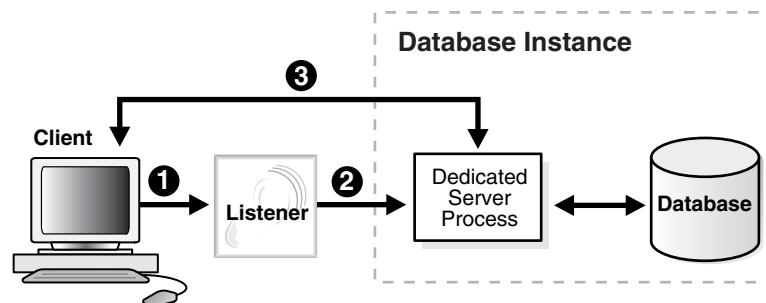 Database Instance
3
Client
1
Listener
2
Dedicated
Server
Process
Database